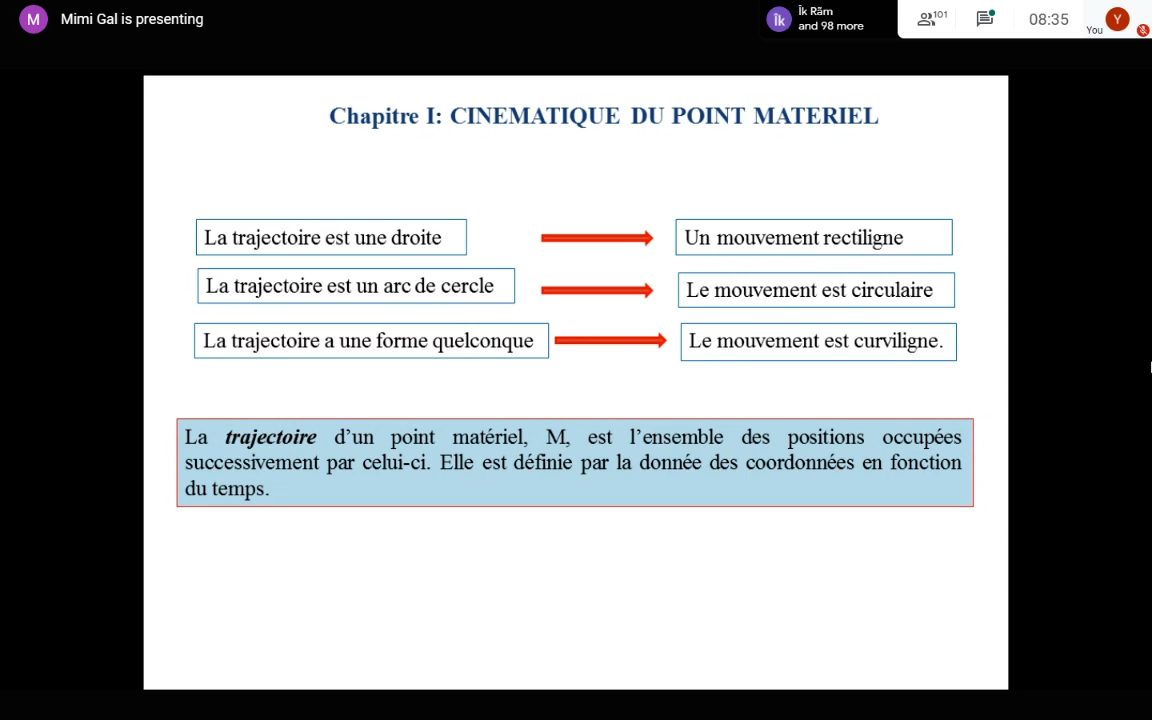 M
Mimi Gal is presenting
Îk
Îk Răm
and 98 more
101
08:35
You
Y
Chapitre I: CINEMATIQUE DU POINT MATERIEL
La trajectoire est une droite
Un mouvement rectiligne
La trajectoire est un arc de cercle
Le mouvement est circulaire
La trajectoire a une forme quelconque
Le mouvement est curviligne.
La trajectoire d’un point matériel, M, est l’ensemble des positions occupées
successivement par celui-ci. Elle est définie par la donnée des coordonnées en fonction
du temps.